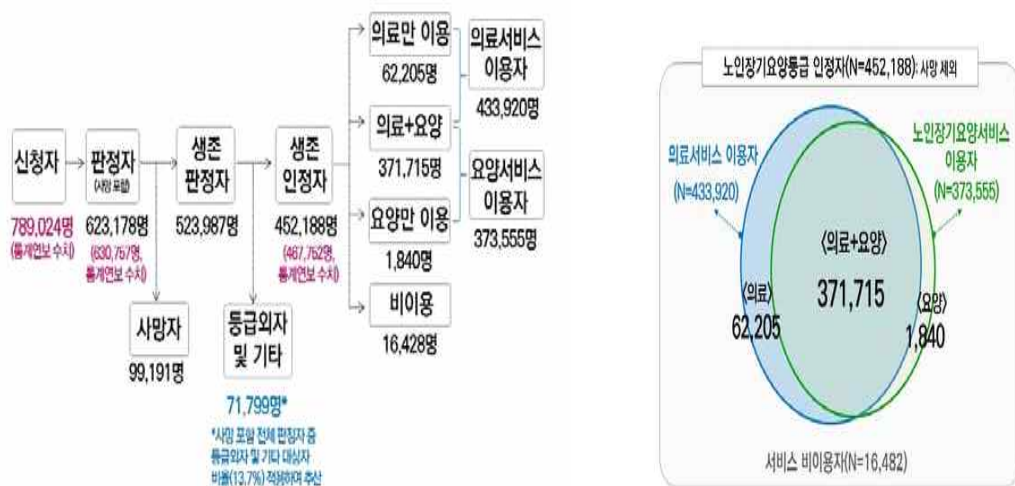 신청자
789,024명
(통계연보 수치)
판정자
(사망 포함)
623,178명
(630,757명,
통계연보 수치)
사망자
99,191명
생존
판정자
523,987명
등급외자
및 기타
71,799명*
*사망 포함 전체 판정자 중
등급외자 및 기타 대상자
비율(13.7%) 적용하여 추산
생존
인정자
452,188명
(467,752명,
통계연보 수치)
의료만 이용
62,205명
의료+요양
371,715명
요양만 이용
1,840명
비이용
16,428명
의료서비스
이용자
433,920명
요양서비스
이용자
373,555명
노인장기요양등급 인정자(N=452,188): 사망 제외
의료서비스 이용자
(N=433,920)
노인장기요양서비스
이용자
(N=373,555)
<의료+요양>
371,715
<의료>
62,205
<요양>
1,840
서비스 비이용자(N=16,482)